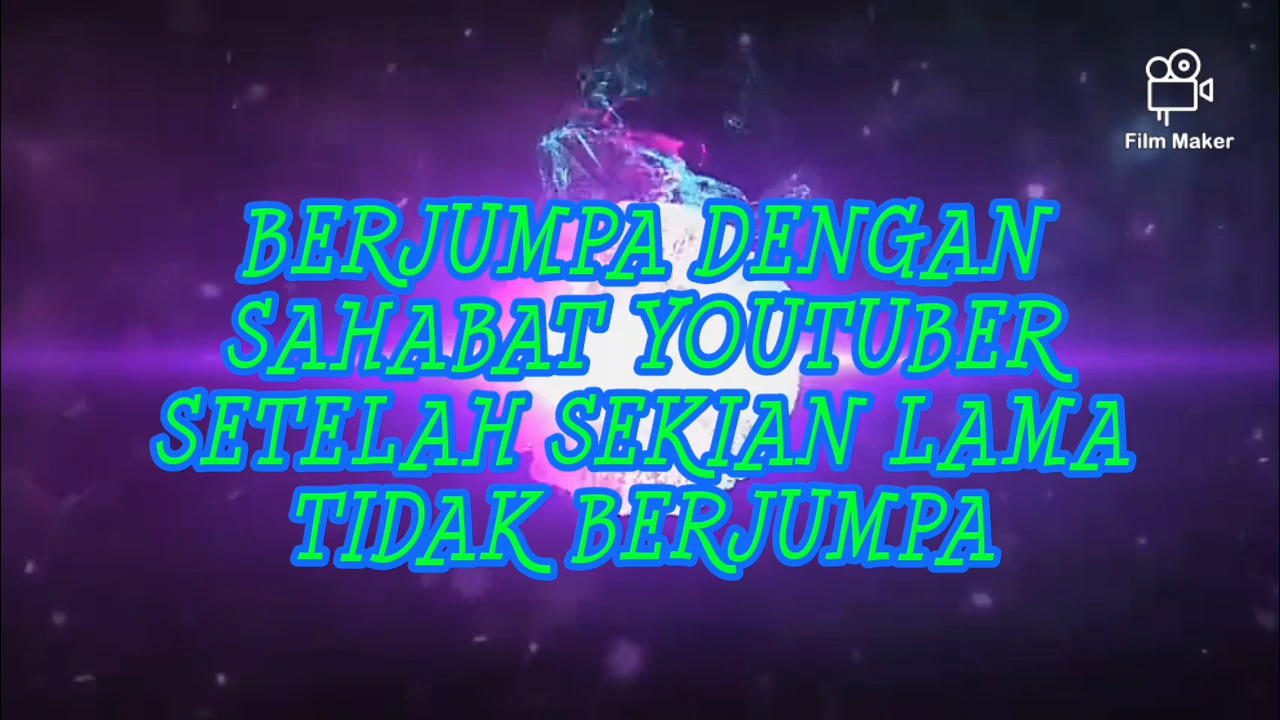 Film Maker
BERJUMPA DENGAN
SAHABAT YOUTUBER
SETELAH SEKIAN LAMA
TIDAK BERJUMPA